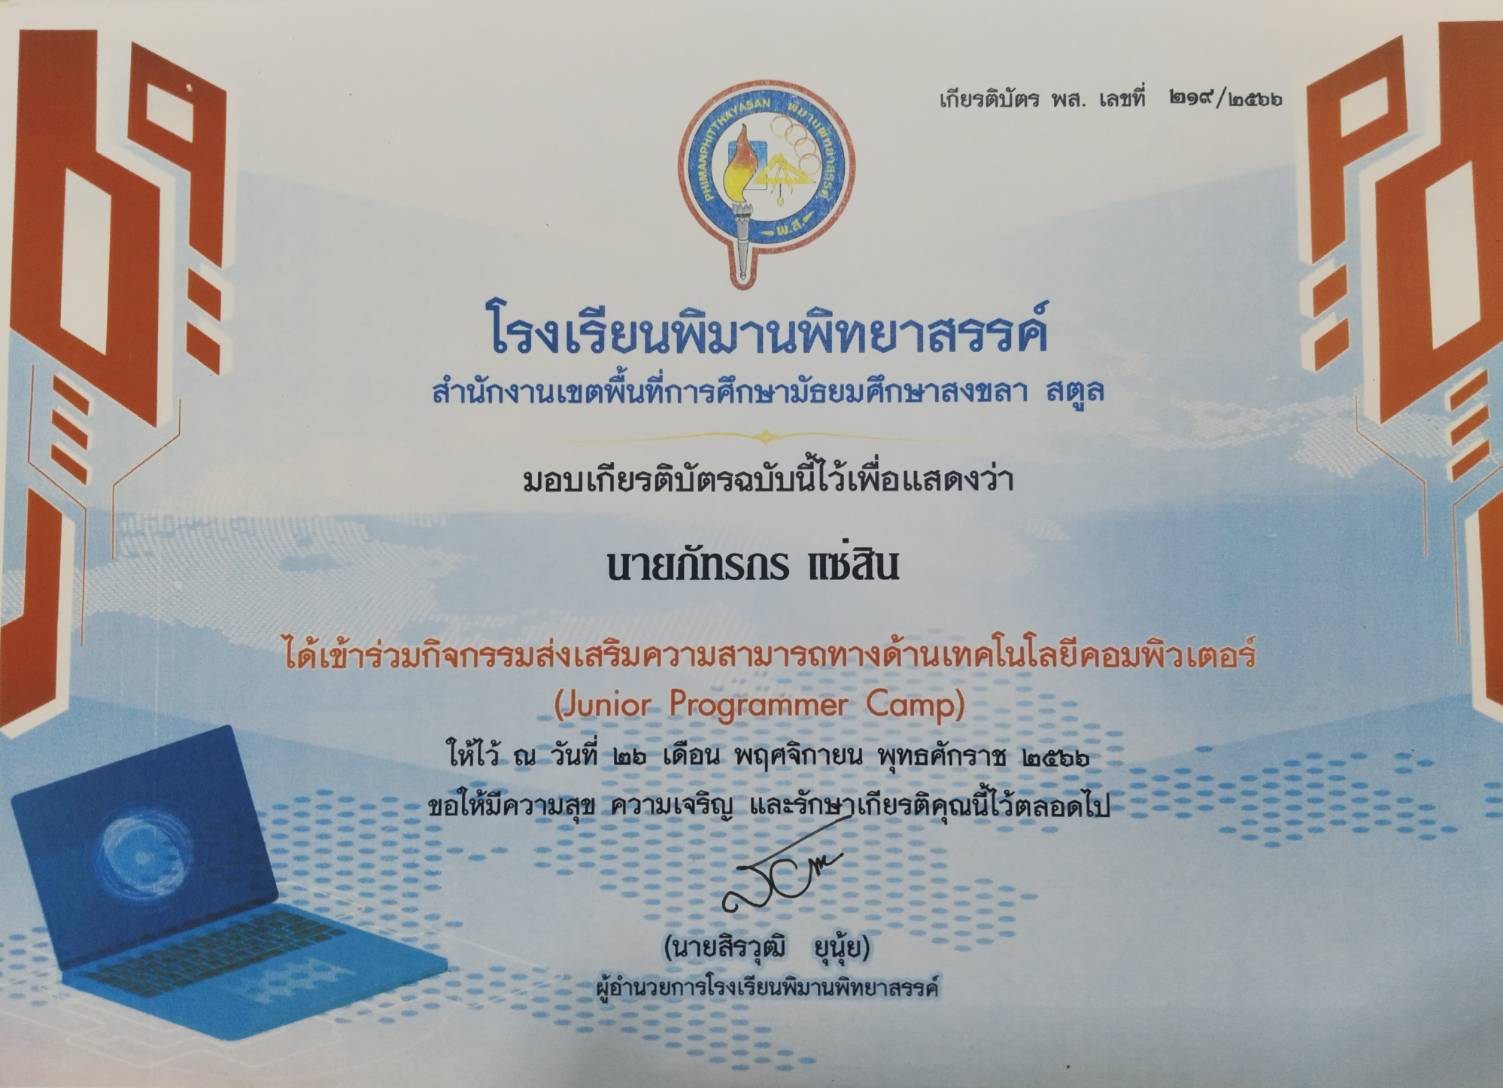 เกียรติบัตร พส. เลขที่ ๒๑๙/๒๕๖๖
PHIMANPHITTHAYASAN พิมานพิทยาสรรค์
พ.ส.
โรงเรียนพิมานพิทยาสรรค์
สำนักงานเขตพื้นที่การศึกษามัธยมศึกษาสงขลา สตูล
มอบเกียรติบัตรฉบับนี้ไว้เพื่อแสดงว่า
นายภัทรกร แซ่สิน
ได้เข้าร่วมกิจกรรมส่งเสริมความสามารถทางด้านเทคโนโลยีคอมพิวเตอร์
(Junior Programmer Camp)
ให้ไว้ ณ วันที่ ๒๖ เดือน พฤศจิกายน พุทธศักราช ๒๕๖๖
ขอให้มีความสุข ความเจริญ และรักษาเกียรติคุณนี้ไว้ตลอดไป
(นายสิรวุฒิ ยุนุ้ย)
ผู้อำนวยการโรงเรียนพิมานพิทยาสรรค์